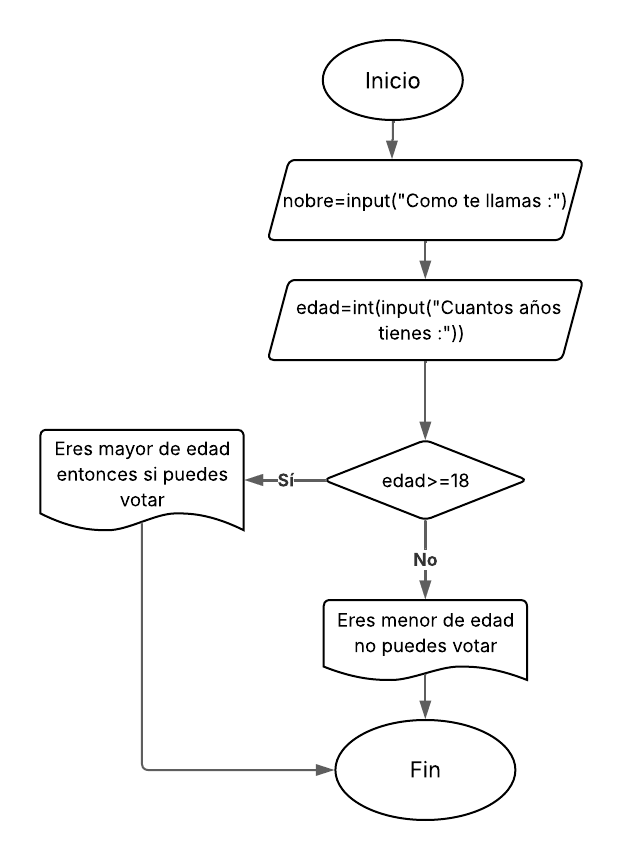 Inicio
nobre=input("Como te llamas :")
edad=int(input("Cuantos años
tienes :"))
Eres mayor de edad
entonces si puedes
votar
Sí
edad>=18
No
Eres menor de edad
no puedes votar
Fin